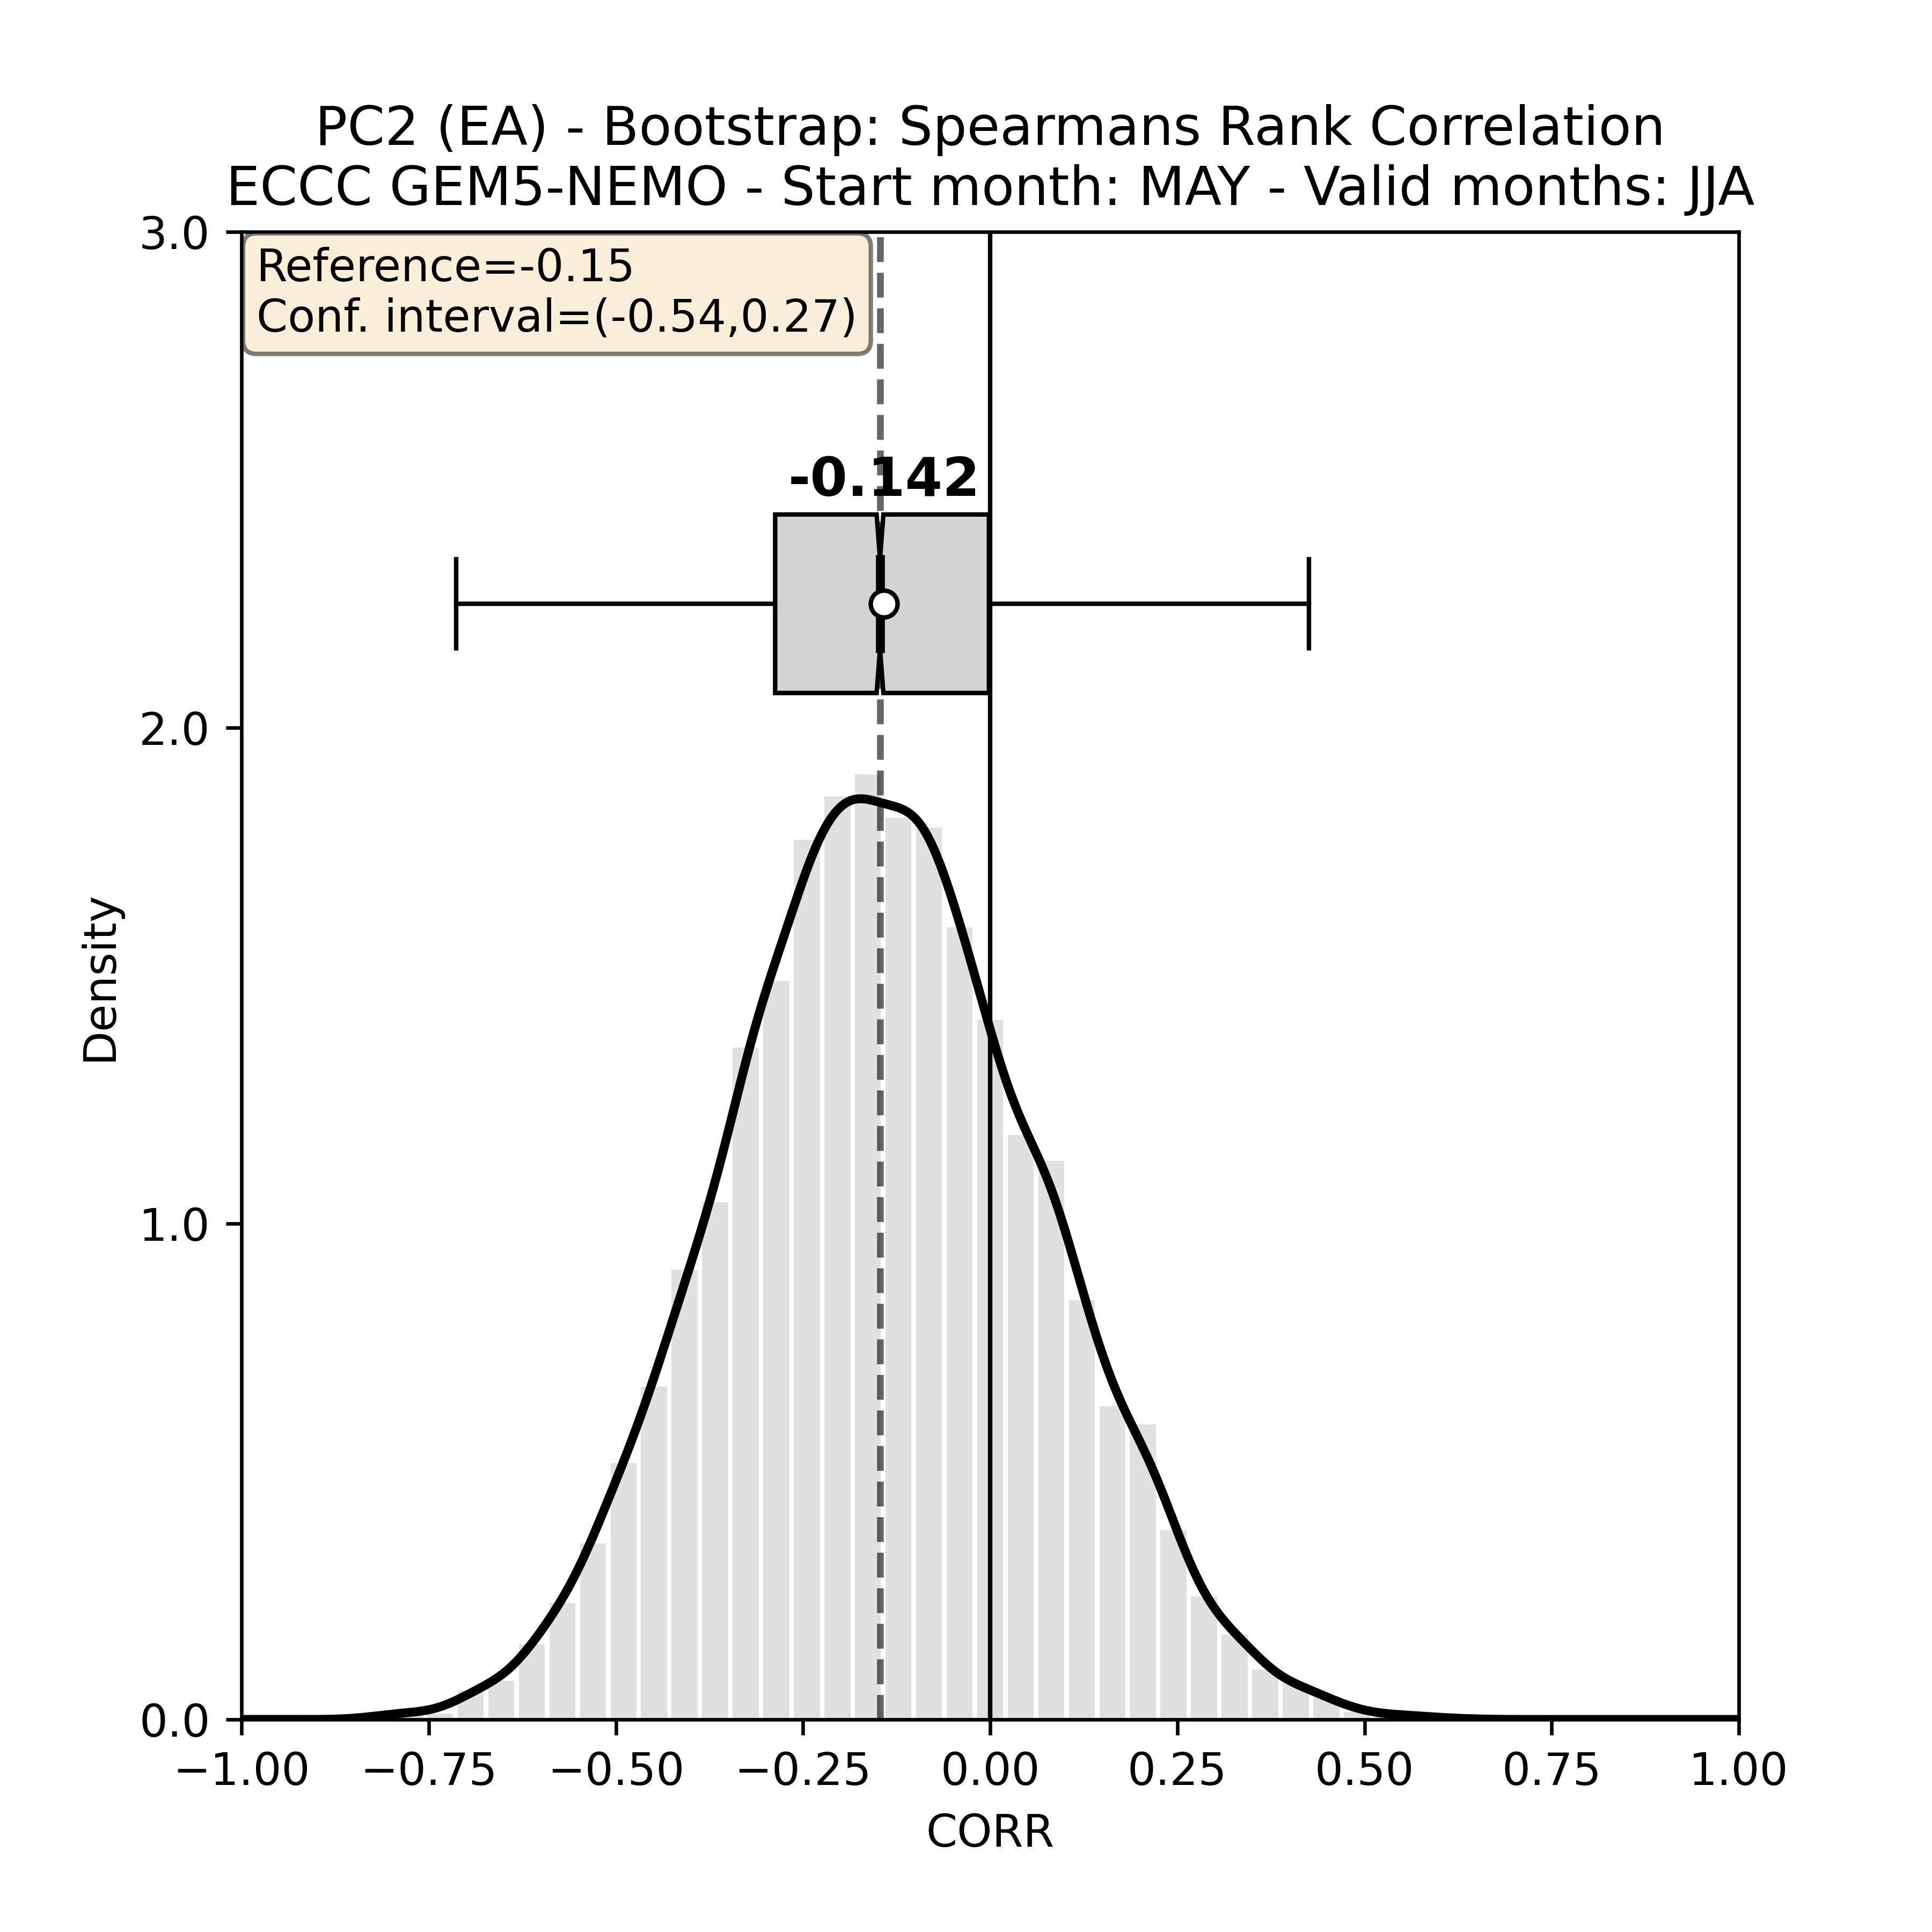 PC2 (EA) - Bootstrap: Spearmans Rank Correlation
ECCC GEM5-NEMO - Start month: MAY - Valid months: JJA
Reference=-0.15
Conf. interval=(-0.54,0.27)
-0.142
3.0
2.0
1.0
0.0
Density
−1.00 −0.75 −0.50 −0.25 0.00 0.25 0.50 0.75 1.00
CORR